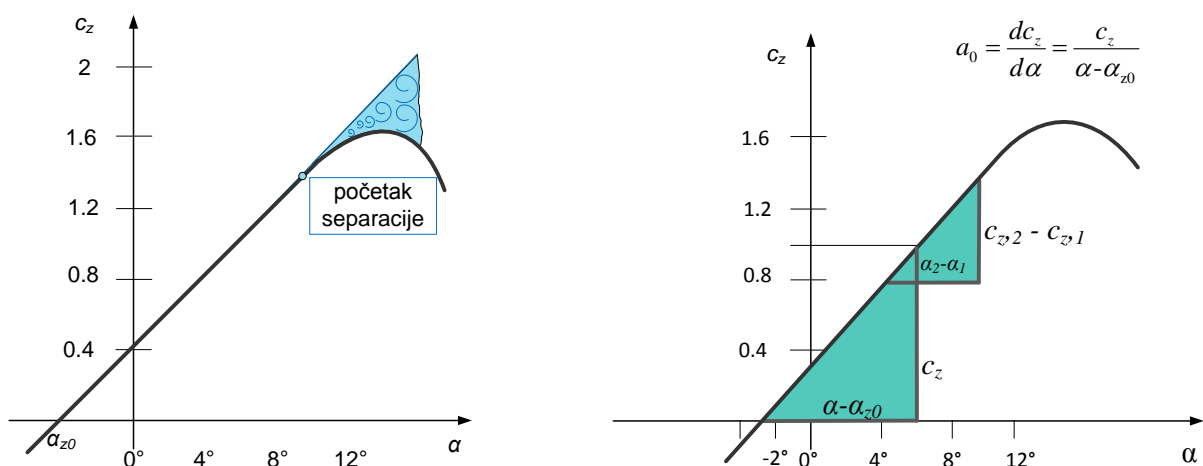 c_z
2
1.6
1.2
0.8
0.4
početak
separacije
α_z0
0° 4° 8° 12°
α
c_z
a_0 = dc_z / dα = c_z / α-α_z0
1.6
1.2
0.8
0.4
c_z,2 - c_z,1
α_2-α_1
c_z
α-α_z0
-2° 0° 4° 8° 12°
α